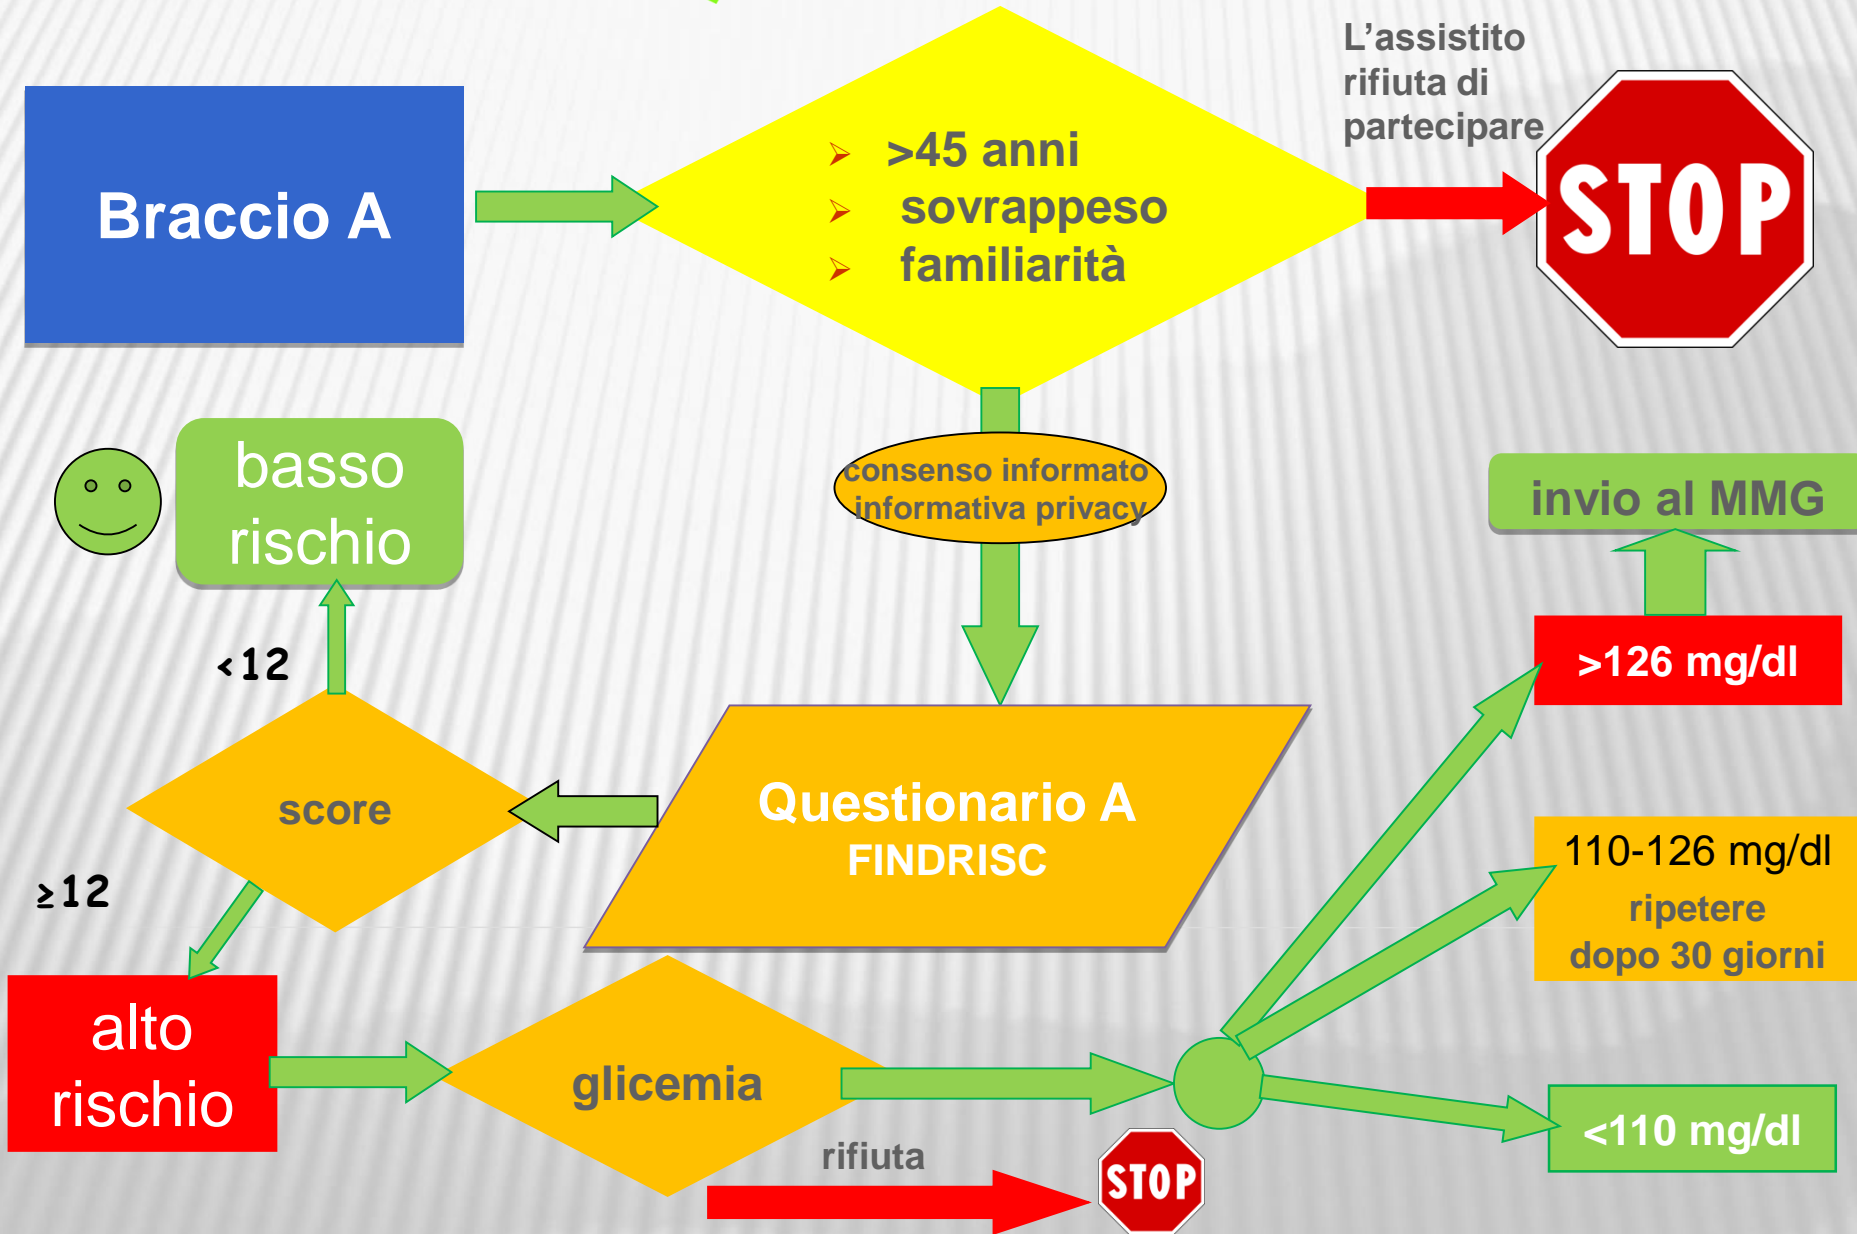 Braccio A
>45 anni
sovrappeso
familiarità
L’assistito
rifiuta di
partecipare
STOP
consenso informato
informativa privacy
basso
rischio
<12
score
≥12
Questionario A
FINDRISC
alto
rischio
glicemia
rifiuta
STOP
invio al MMG
>126 mg/dl
110-126 mg/dl
ripetere
dopo 30 giorni
<110 mg/dl